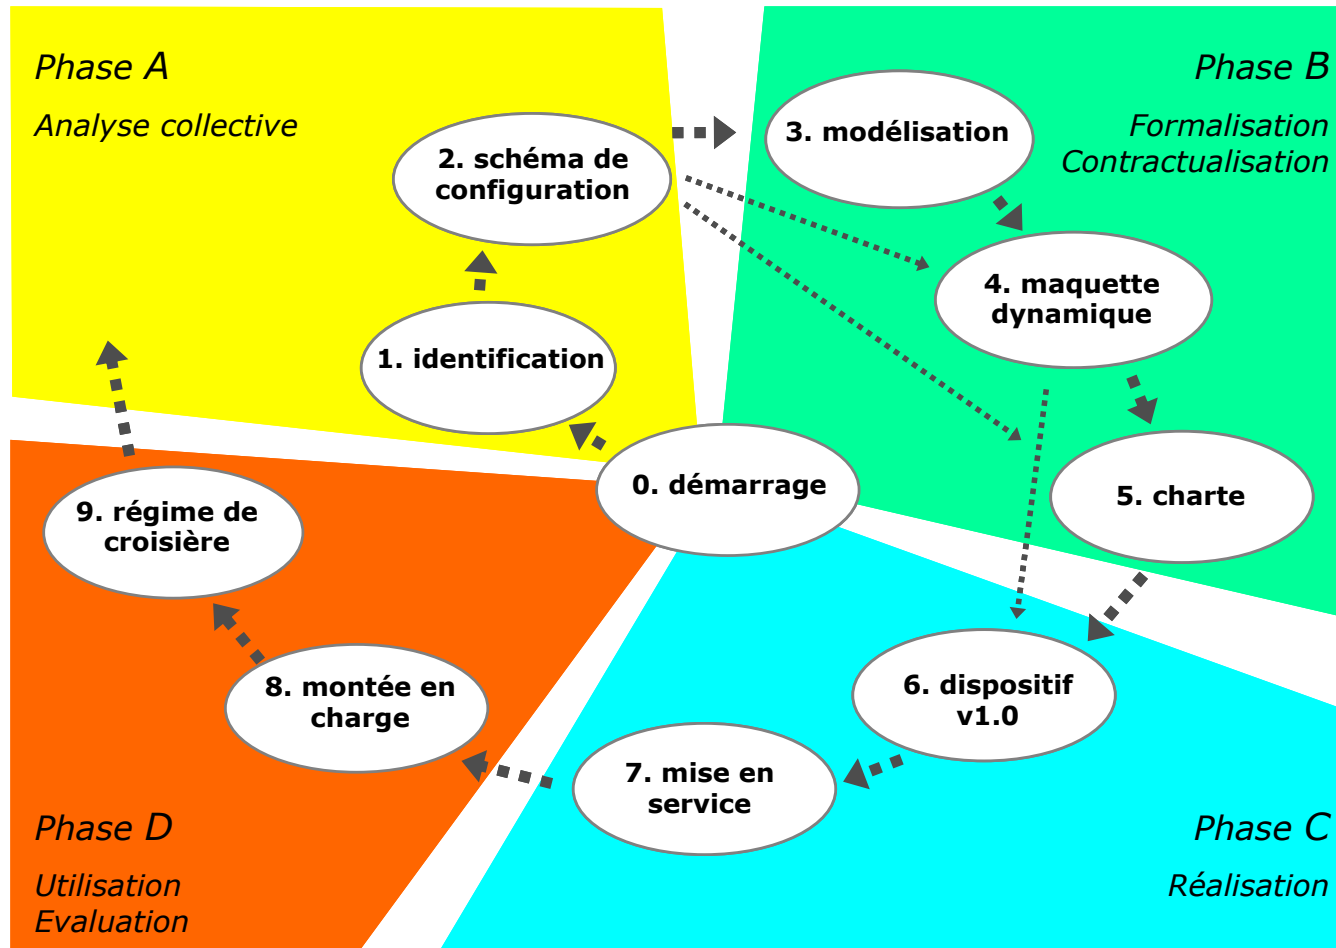 Phase A
Analyse collective
Phase B
Formalisation
Contractualisation
0. démarrage
1. identification
2. schéma de
configuration
3. modélisation
4. maquette
dynamique
5. charte
6. dispositif
v1.0
7. mise en
service
8. montée en
charge
9. régime de
croisière
Phase D
Utilisation
Evaluation
Phase C
Réalisation